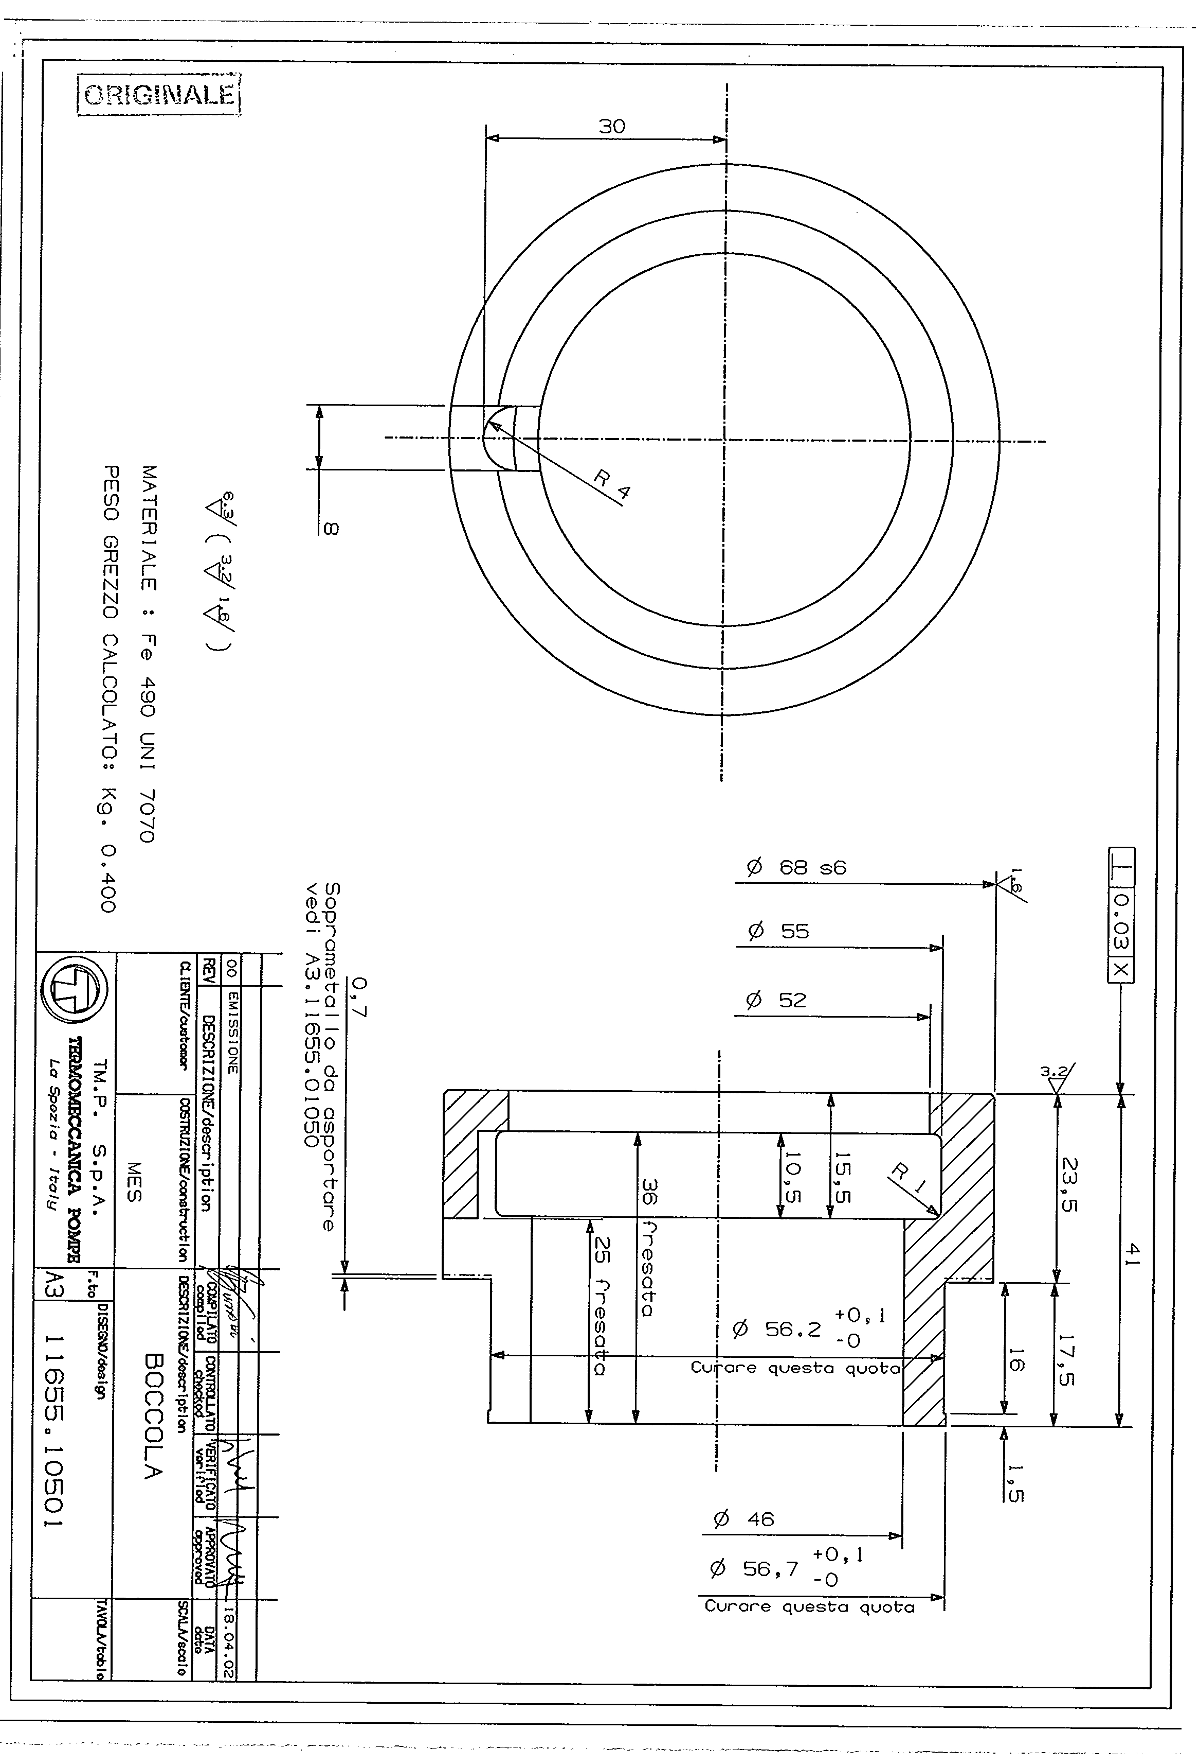 ORIGINALE
30
R 4
8
6.3 ( 3.2 1.6 )
MATERIALE : Fe 490 UNI 7070
PESO GREZZO CALCOLATO: Kg. 0.400
⊥ 0.03 X
1.6
Ø 68 s6
Ø 55
Ø 52
3.2
23,5
41
15,5
10,5
R 1
36 fresata
25 fresata
Ø 56.2 +0,1 -0
Curare questa quota
16
17,5
1,5
Ø 46
Ø 56,7 +0,1 -0
Curare questa quota
0,7
Soprametallo da asportare
vedi A3.11655.01050
00 EMISSIONE 18.04.02
REV DESCRIZIONE/description COMPILATO compiled CONTROLLATO checked VERIFICATO verified APPROVATO approved DATA date
CLIENTE/customer COSTRUZIONE/construction DESCRIZIONE/description SCALA/scale
MES BOCCOLA
TM.P. S.P.A.
TERMOMECCANICA POMPE
La Spezia - Italy
F.to DISEGNO/design TAVOLA/table
A3 11655.10501